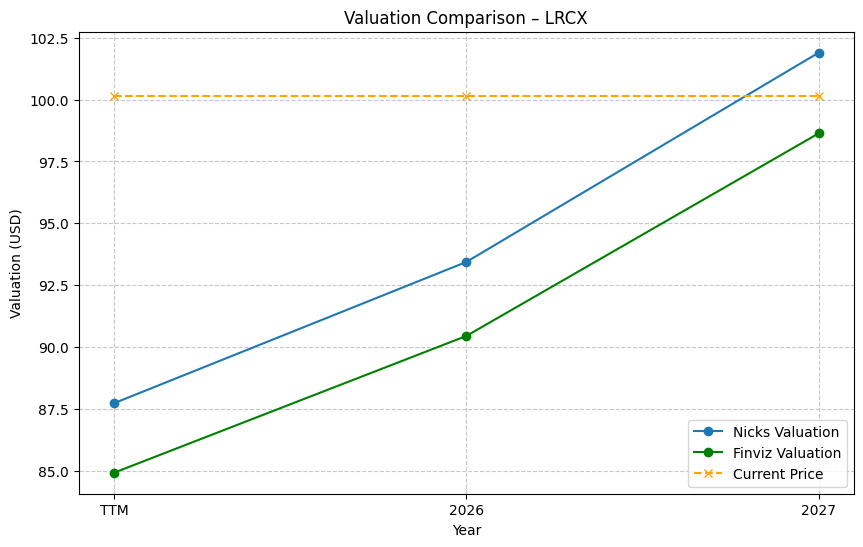 Valuation Comparison – LRCX
Valuation (USD)
102.5
100.0
97.5
95.0
92.5
90.0
87.5
85.0
TTM
2026
2027
Year
Nicks Valuation
Finviz Valuation
Current Price